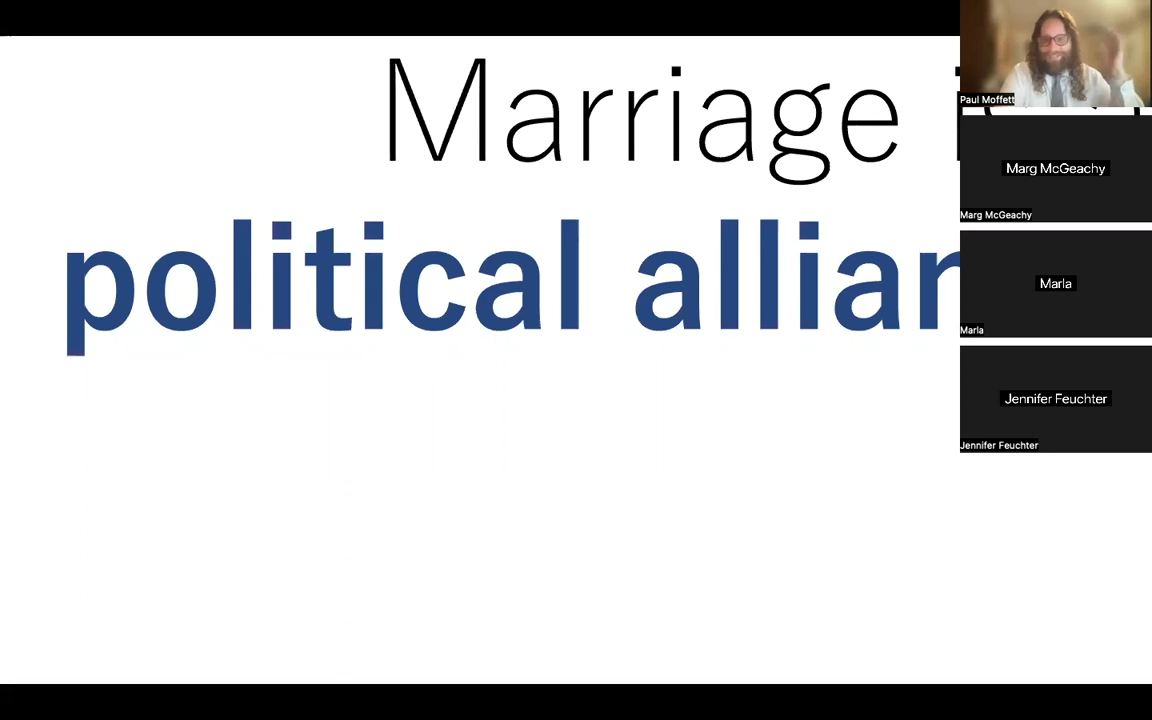 Marriage i
political allian
Paul Moffett
Marg McGeachy
Marg McGeachy
Marla
Marla
Jennifer Feuchter
Jennifer Feuchter